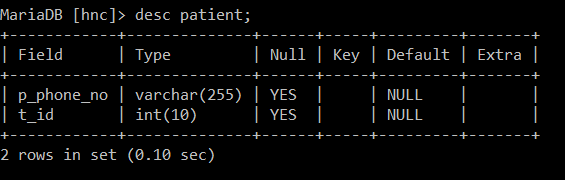 MariaDB [hnc]> desc patient;
+------------+--------------+------+-----+---------+-------+
| Field      | Type         | Null | Key | Default | Extra |
+------------+--------------+------+-----+---------+-------+
| p_phone_no | varchar(255) | YES  |     | NULL    |       |
| t_id       | int(10)      | YES  |     | NULL    |       |
+------------+--------------+------+-----+---------+-------+
2 rows in set (0.10 sec)